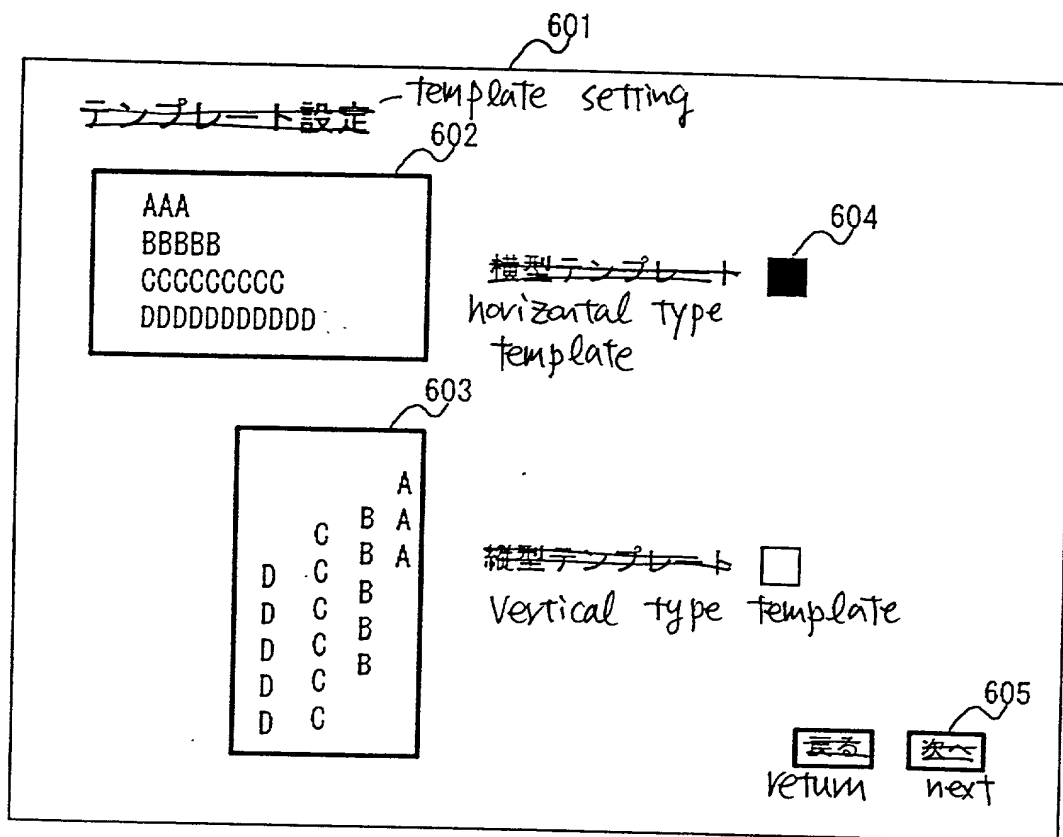 601
テンプレート設定 template setting
602
AAA
BBBBB
CCCCCCCCC
DDDDDDDDDDD
604
横型テンプレート
horizontal type
template
603
A
A
A
B
B
B
B
B
C
C
C
C
C
C
D
D
D
D
D
縦型テンプレート
Vertical type template
605
戻る 次へ
return next